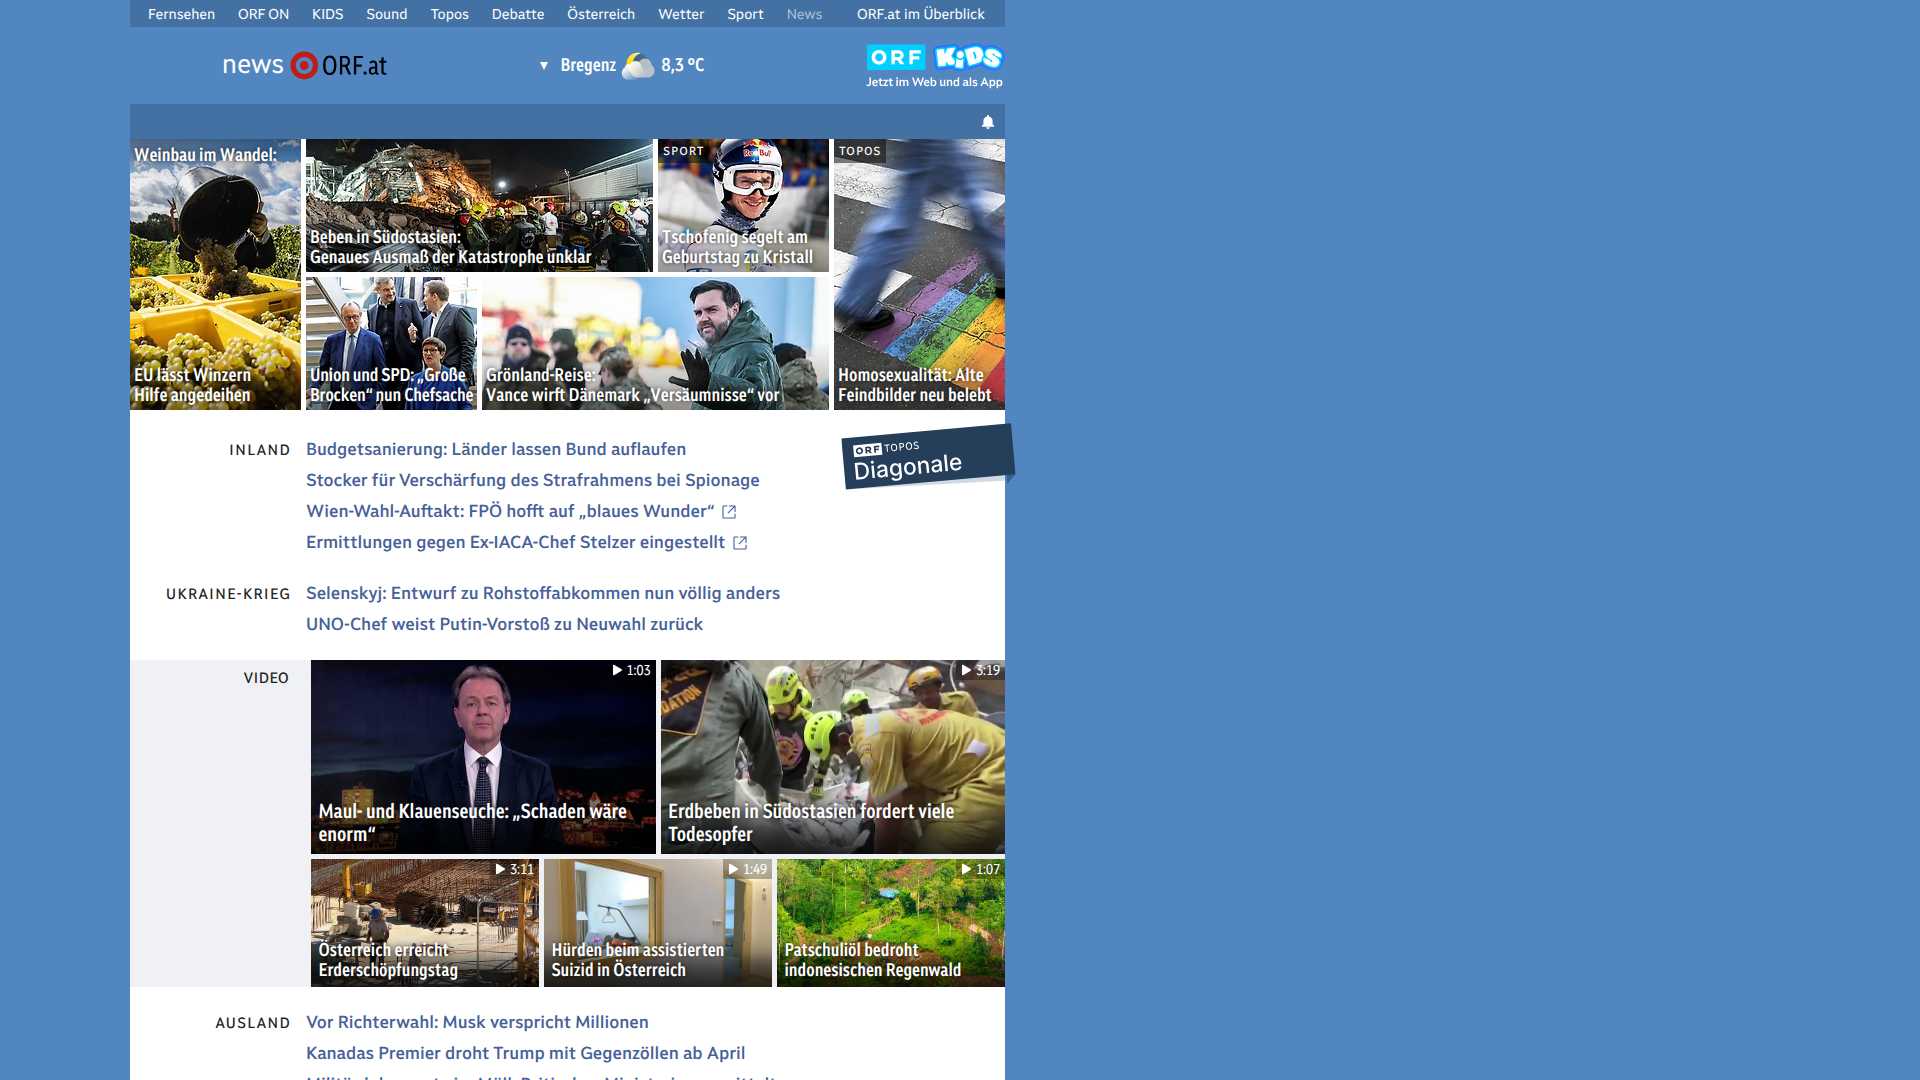 Fernsehen ORF ON KIDS Sound Topos Debatte Österreich Wetter Sport News ORF.at im Überblick
news ORF.at
Bregenz 8,3 °C
ORF KiDS
Jetzt im Web und als App
Weinbau im Wandel:
EU lässt Winzern
Hilfe angedeihen
Beben in Südostasien:
Genaues Ausmaß der Katastrophe unklar
SPORT
Red Bull
Tschofenig segelt am
Geburtstag zu Kristall
TOPOS
Homosexualität: Alte
Feindbilder neu belebt
Union und SPD: „Große
Brocken“ nun Chefsache
Grönland-Reise:
Vance wirft Dänemark „Versäumnisse“ vor
INLAND
Budgetsanierung: Länder lassen Bund auflaufen
Stocker für Verschärfung des Strafrahmens bei Spionage
Wien-Wahl-Auftakt: FPÖ hofft auf „blaues Wunder“
Ermittlungen gegen Ex-IACA-Chef Stelzer eingestellt
ORF TOPOS
Diagonale
UKRAINE-KRIEG
Selenskyj: Entwurf zu Rohstoffabkommen nun völlig anders
UNO-Chef weist Putin-Vorstoß zu Neuwahl zurück
VIDEO
1:03
Maul- und Klauenseuche: „Schaden wäre
enorm“
3:19
Erdbeben in Südostasien fordert viele
Todesopfer
3:11
Österreich erreicht
Erderschöpfungstag
1:49
Hürden beim assistierten
Suizid in Österreich
1:07
Patschuliöl bedroht
indonesischen Regenwald
AUSLAND
Vor Richterwahl: Musk verspricht Millionen
Kanadas Premier droht Trump mit Gegenzöllen ab April